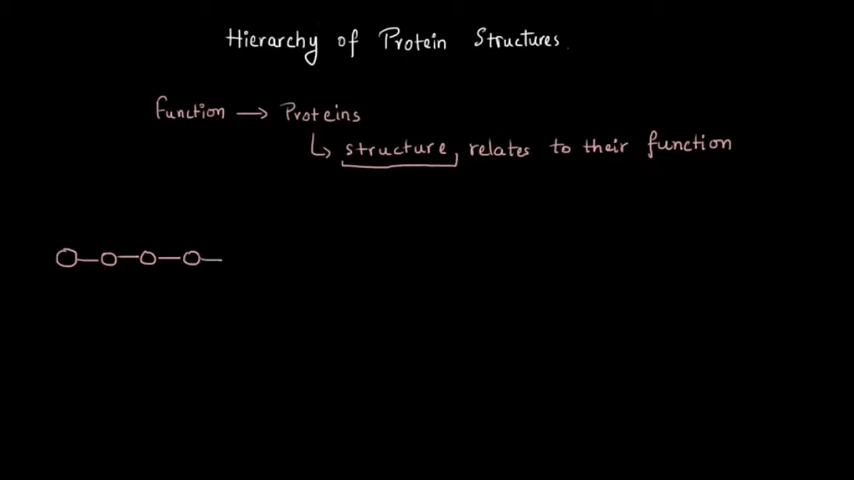 Hierarchy of Protein Structures.
Function → Proteins
↳ structure, relates to their function